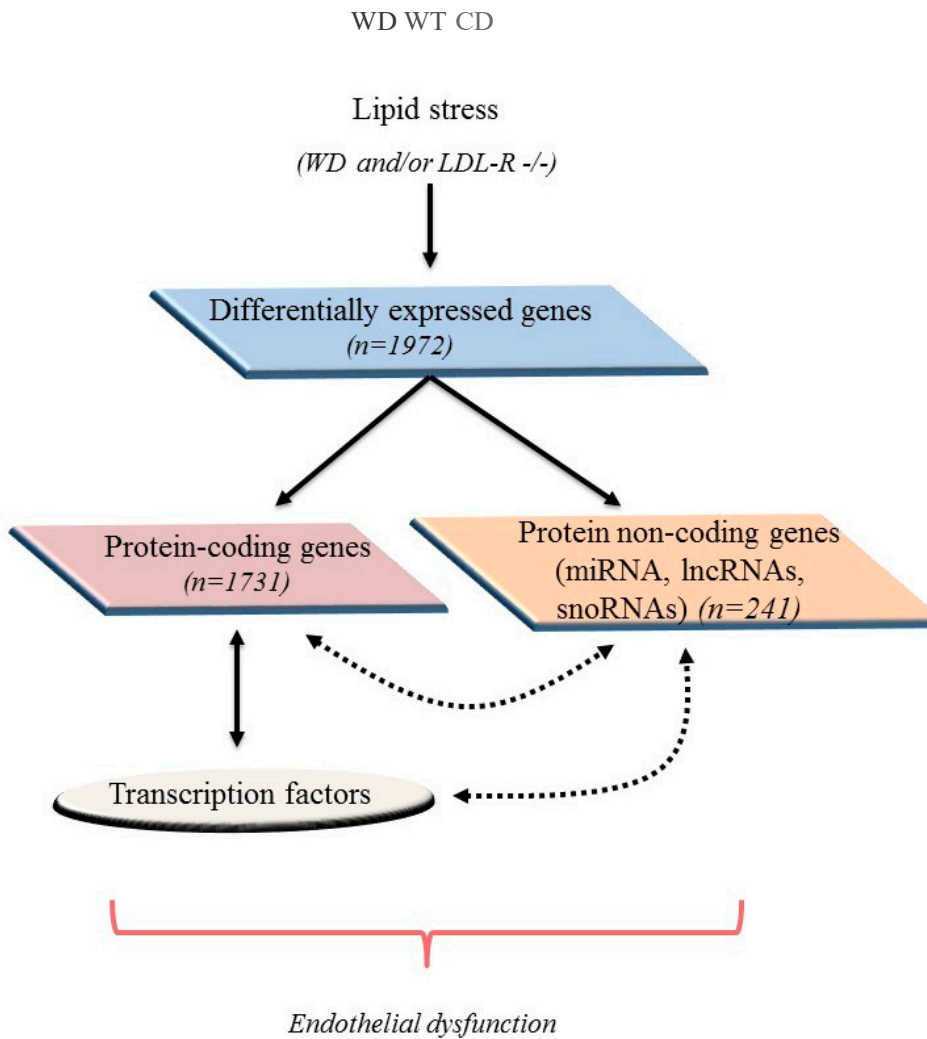 WD WT CD
Lipid stress
(WD and/or LDL-R -/-)
Differentially expressed genes
(n=1972)
Protein-coding genes
(n=1731)
Protein non-coding genes
(miRNA, lncRNAs,
snoRNAs) (n=241)
Transcription factors
Endothelial dysfunction